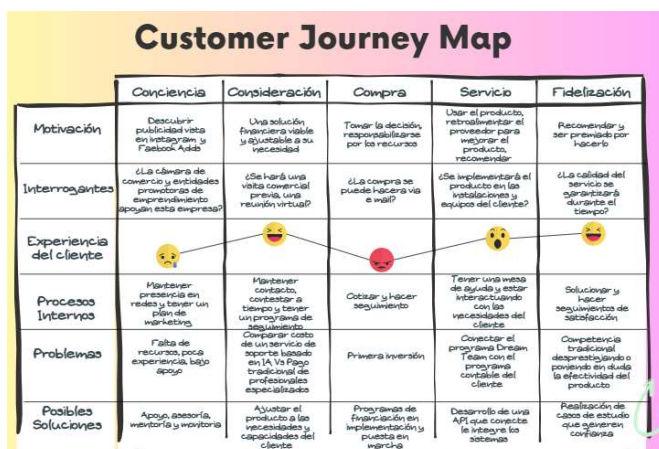 Customer Journey Map
Conciencia
Consideración
Compra
Servicio
Fidelización
Motivación
Descubrir
publicidad vista
en instagram y
Faebook Adds
Una solución
financiera viable
y ajustable a su
necesidad
Tomar la decisión,
responsabilizarse
por los recursos
Usar el producto,
retroalimentar el
proveedor para
mejorar el
producto,
recomendar
Recomendar y
ser premiado por
hacerlo
Interrogantes
¿La cámara de
comercio y entidades
promotoras de
emprendimiento
apoyan esta empresa?
¿Se hará una
visita comercial
previa, una
reunión virtual?
¿La compra se
puede hacera via
e mail?
¿Se implementará el
producto en las
instalaciones y
equipos del cliente?
¿La calidad del
servicio se
garantizará
durante el
tiempo?
Experiencia
del cliente
Procesos
Internos
Mantener
presencia en
redes y tener un
plan de
marketing
Mantener
contacto,
contestar a
tiempo y tener
un programa de
seguimiento
Cotizar y hacer
seguimiento
Tener una mesa
de ayuda y estar
interactuando
con las
necesidades del
cliente
Solucionar y
hacer
seguimientos de
satisfacción
Problemas
Falta de
recursos, poca
experiencia, bajo
apoyo
Comparar costo
de un servicio de
soporte basado
en IA Vs Pago
tradicional de
profesionales
especializados
Primera inversión
Conectar el
programa Dream
Team con el
programa
contable del
cliente
Competencia
tradicional
desprestigiando o
poniendo en duda
la efectividad del
producto
Posibles
Soluciones
Apoyo, asesoría,
mentoría y monitoria
Ajustar el
producto a las
necesidades y
capacidades del
cliente
Programas de
financiación en
implementación y
puesta en
marcha
Desarrollo de una
API que conecte
le integre los
sistemas
Realización de
casos de estudio
que generen
confianza